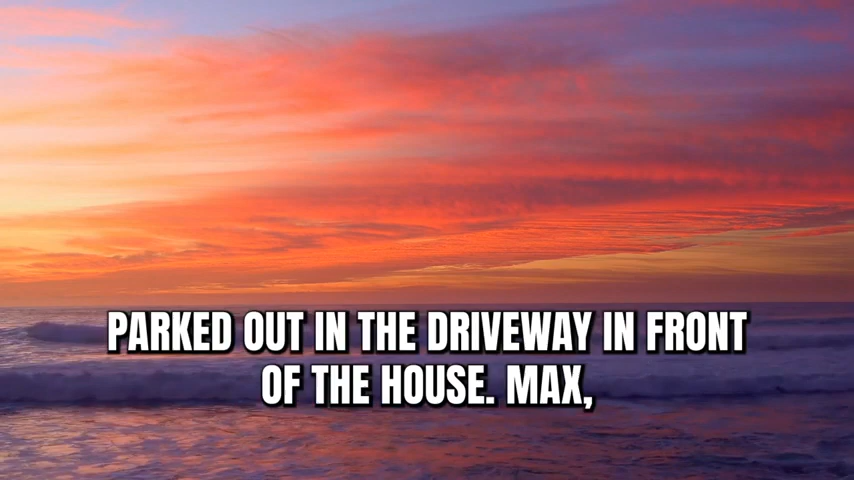 PARKED OUT IN THE DRIVEWAY IN FRONT
OF THE HOUSE. MAX,